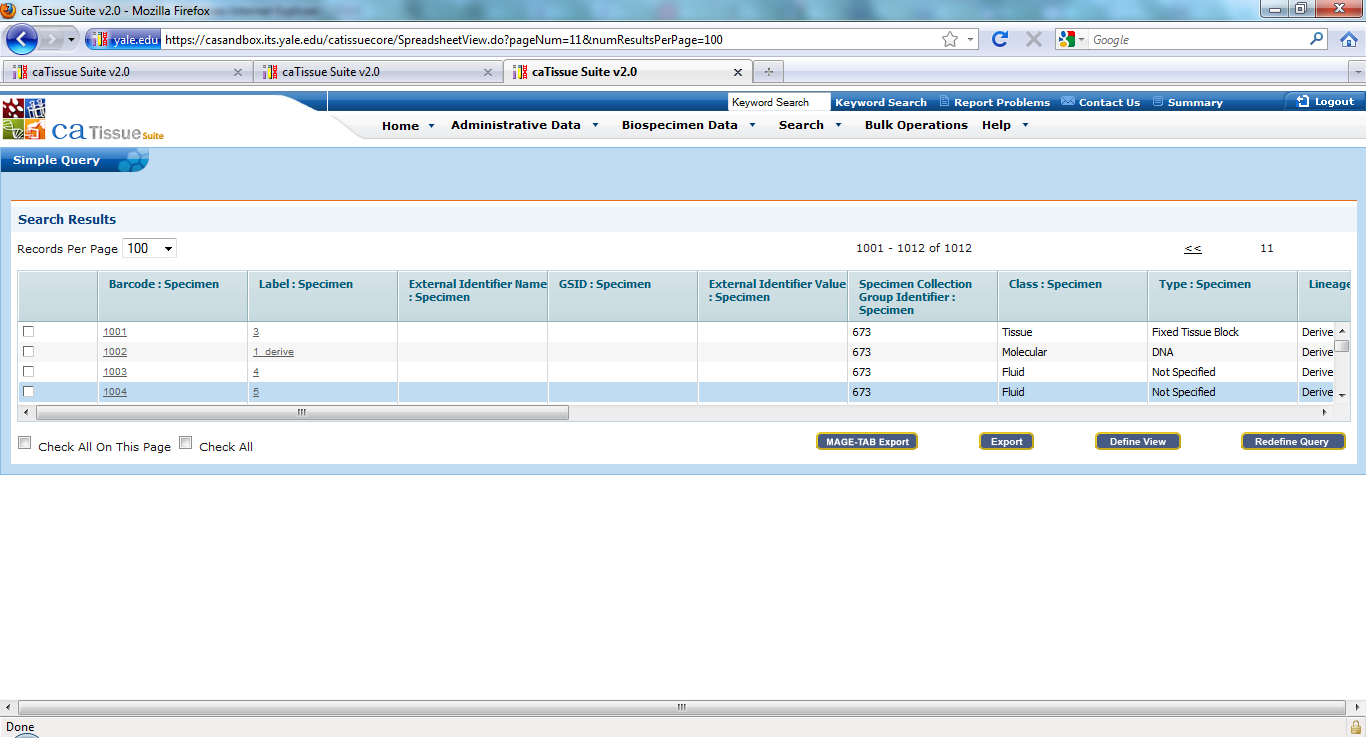 caTissue Suite v2.0 - Mozilla Firefox
yale.edu https://casandbox.its.yale.edu/catissuecore/SpreadsheetView.do?pageNum=11&numResultsPerPage=100
Google
caTissue Suite v2.0
caTissue Suite v2.0
caTissue Suite v2.0
Keyword Search Keyword Search Report Problems Contact Us Summary Logout
ca Tissue Suite
Home Administrative Data Biospecimen Data Search Bulk Operations Help
Simple Query
Search Results
Records Per Page 100 1001 - 1012 of 1012 << 11
Barcode : Specimen
Label : Specimen
External Identifier Name
: Specimen
GSID : Specimen
External Identifier Value
: Specimen
Specimen Collection
Group Identifier :
Specimen
Class : Specimen
Type : Specimen
Lineage
1001 3 673 Tissue Fixed Tissue Block Derive
1002 1_derive 673 Molecular DNA Derive
1003 4 673 Fluid Not Specified Derive
1004 5 673 Fluid Not Specified Derive
Check All On This Page Check All
MAGE-TAB Export Export Define View Redefine Query
Done